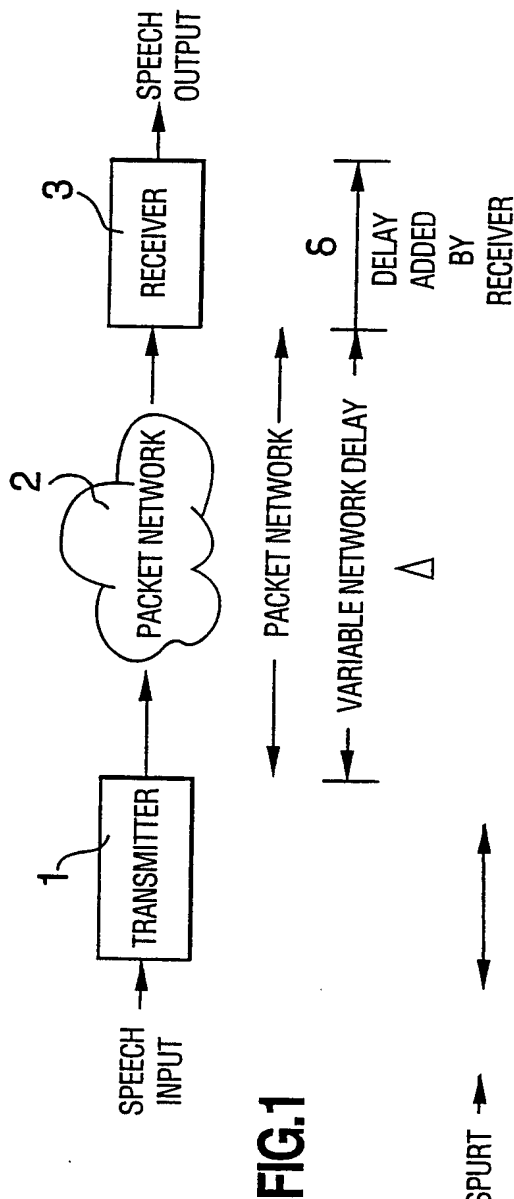 SPEECH
INPUT
1
TRANSMITTER
2
PACKET NETWORK
3
RECEIVER
SPEECH
OUTPUT
PACKET NETWORK
VARIABLE NETWORK DELAY
Δ
δ
DELAY
ADDED
BY
RECEIVER
FIG.1
SPURT